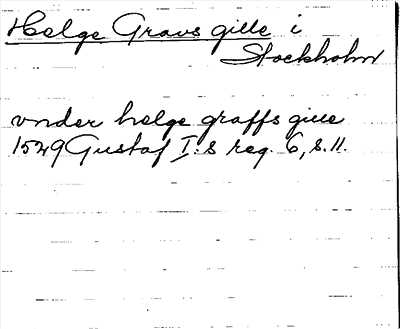 Helge Gravs gille i
Stockholm
vnder helge graffs gille
1529 Gustaf I:s reg. 6, s. 11.